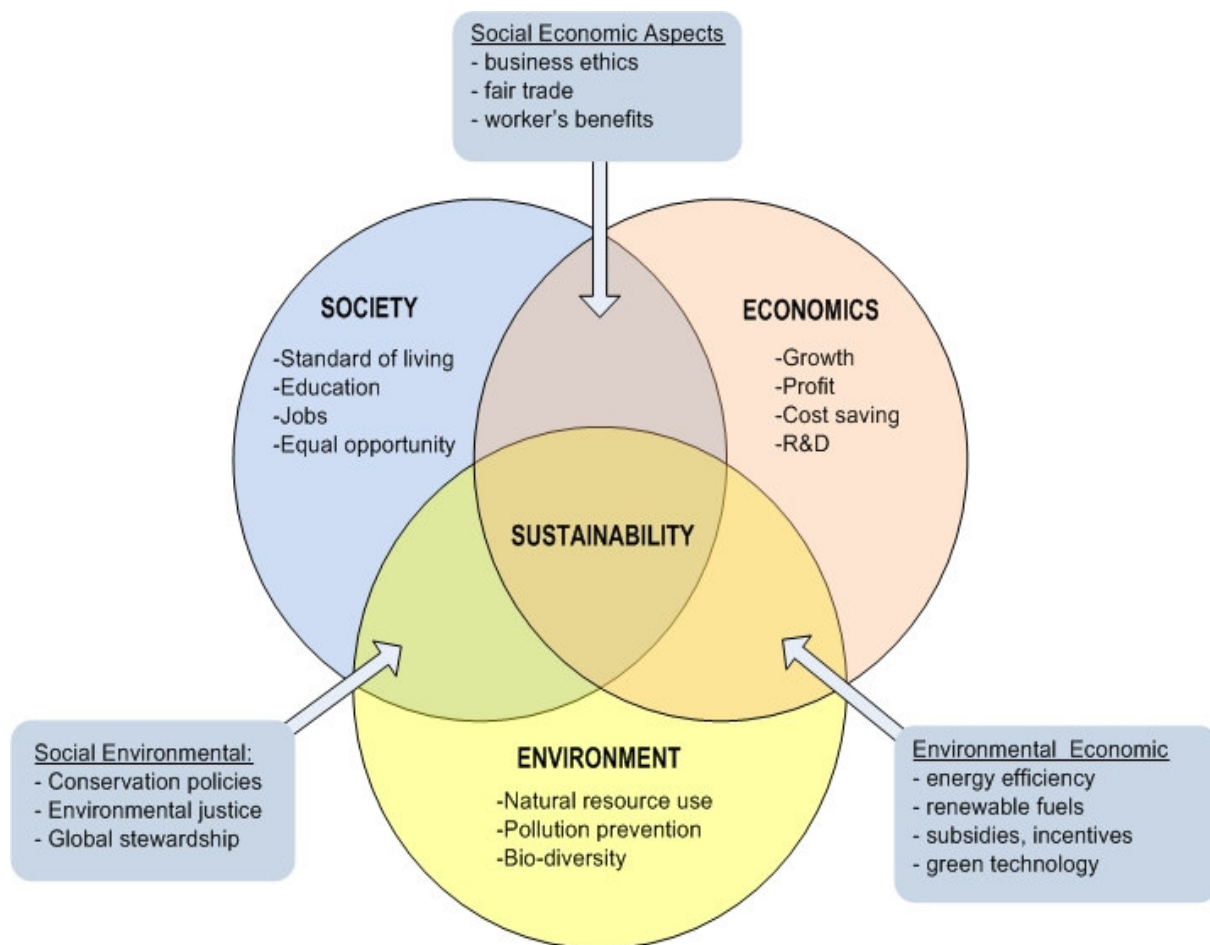 Social Economic Aspects
- business ethics
- fair trade
- worker's benefits
SOCIETY
-Standard of living
-Education
-Jobs
-Equal opportunity
ECONOMICS
-Growth
-Profit
-Cost saving
-R&D
SUSTAINABILITY
Social Environmental:
- Conservation policies
- Environmental justice
- Global stewardship
ENVIRONMENT
-Natural resource use
-Pollution prevention
-Bio-diversity
Environmental Economic
- energy efficiency
- renewable fuels
- subsidies, incentives
- green technology